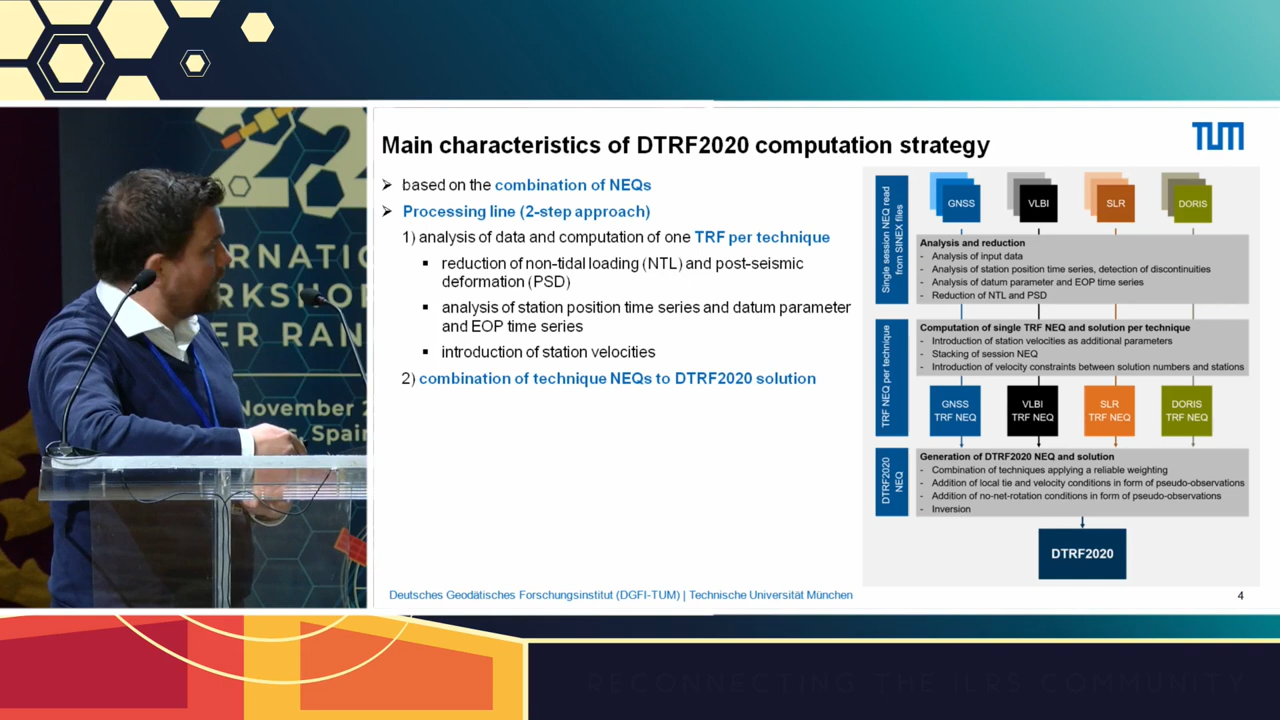 22
INTERNATIONAL
WORKSHOP
LASER RAN
November 2
, Spain
Main characteristics of DTRF2020 computation strategy
TUM
➢ based on the combination of NEQs
➢ Processing line (2-step approach)
1) analysis of data and computation of one TRF per technique
▪ reduction of non-tidal loading (NTL) and post-seismic
deformation (PSD)
▪ analysis of station position time series and datum parameter
and EOP time series
▪ introduction of station velocities
2) combination of technique NEQs to DTRF2020 solution
Single session NEQ read
from SINEX files
GNSS
VLBI
SLR
DORIS
Analysis and reduction
- Analysis of input data
- Analysis of station position time series, detection of discontinuities
- Analysis of datum parameter and EOP time series
- Reduction of NTL and PSD
TRF NEQ per technique
Computation of single TRF NEQ and solution per technique
- Introduction of station velocities as additional parameters
- Stacking of session NEQ
- Introduction of velocity constraints between solution numbers and stations
GNSS
TRF NEQ
VLBI
TRF NEQ
SLR
TRF NEQ
DORIS
TRF NEQ
DTRF2020
NEQ
Generation of DTRF2020 NEQ and solution
- Combination of techniques applying a reliable weighting
- Addition of local tie and velocity conditions in form of pseudo-observations
- Addition of no-net-rotation conditions in form of pseudo-observations
- Inversion
DTRF2020
Deutsches Geodätisches Forschungsinstitut (DGFI-TUM) | Technische Universität München
4
RECONNECTING THE ILRS COMMUNITY